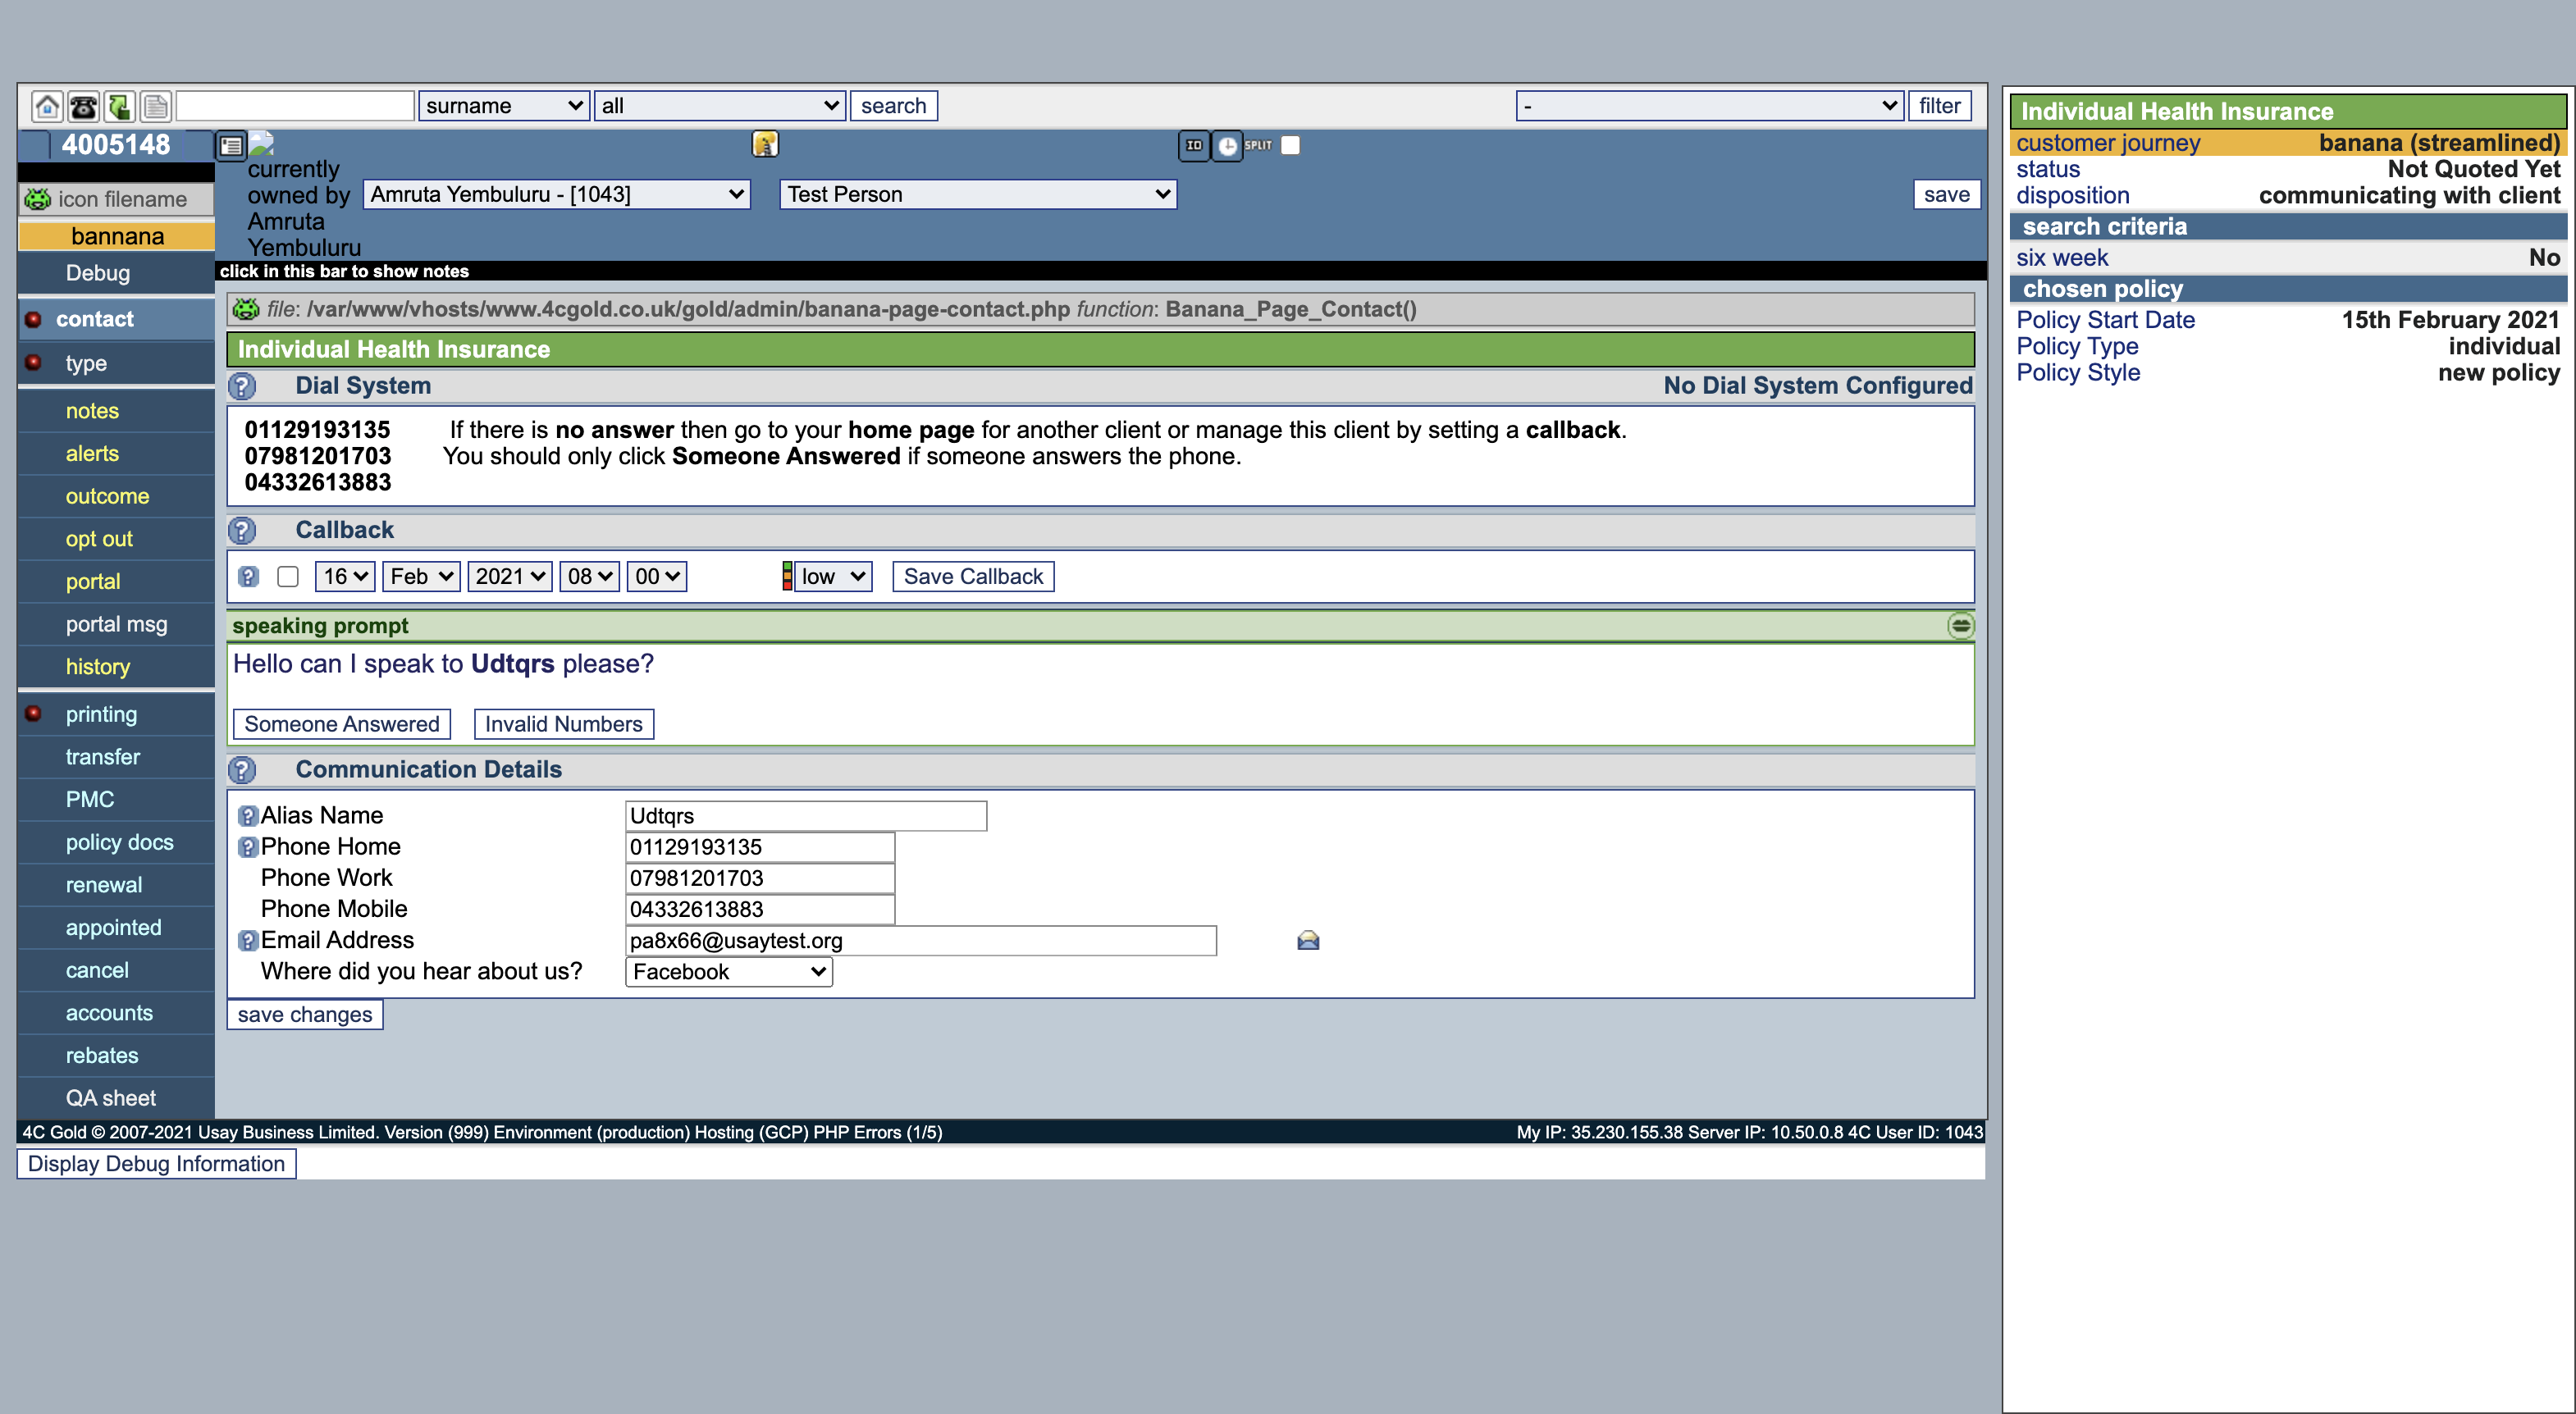 surname all search - filter
4005148 ID SPLIT
currently owned by Amruta Yembuluru
Amruta Yembuluru - [1043] Test Person save
icon filename
bannana
Debug
contact
type
notes
alerts
outcome
opt out
portal
portal msg
history
printing
transfer
PMC
policy docs
renewal
appointed
cancel
accounts
rebates
QA sheet
click in this bar to show notes
file: /var/www/vhosts/www.4cgold.co.uk/gold/admin/banana-page-contact.php function: Banana_Page_Contact()
Individual Health Insurance
? Dial System No Dial System Configured
01129193135 If there is no answer then go to your home page for another client or manage this client by setting a callback.
07981201703 You should only click Someone Answered if someone answers the phone.
04332613883
? Callback
? 16 Feb 2021 08 00 low Save Callback
speaking prompt
Hello can I speak to Udtqrs please?
Someone Answered Invalid Numbers
? Communication Details
? Alias Name Udtqrs
? Phone Home 01129193135
Phone Work 07981201703
Phone Mobile 04332613883
? Email Address pa8x66@usaytest.org
Where did you hear about us? Facebook
save changes
4C Gold © 2007-2021 Usay Business Limited. Version (999) Environment (production) Hosting (GCP) PHP Errors (1/5) My IP: 35.230.155.38 Server IP: 10.50.0.8 4C User ID: 1043
Display Debug Information
Individual Health Insurance
customer journey banana (streamlined)
status Not Quoted Yet
disposition communicating with client
search criteria
six week No
chosen policy
Policy Start Date 15th February 2021
Policy Type individual
Policy Style new policy